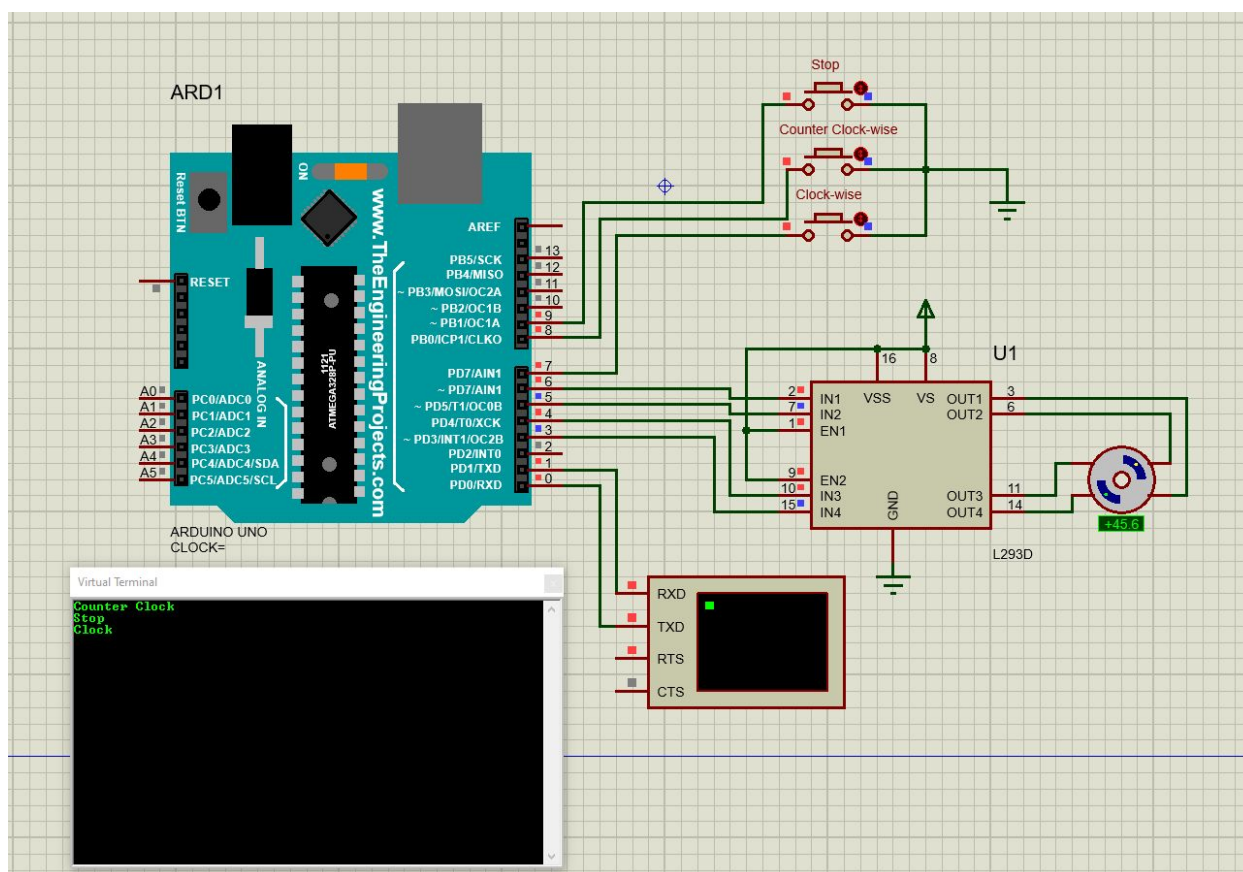 ARD1
Reset BTN
ON
www.TheEngineeringProjects.com
RESET
ANALOG IN
1121
ATMEGA328P-PU
AREF
PB5/SCK 13
PB4/MISO 12
~ PB3/MOSI/OC2A 11
~ PB2/OC1B 10
~ PB1/OC1A 9
PB0/ICP1/CLKO 8
PD7/AIN1 7
~ PD7/AIN1 6
~ PD5/T1/OC0B 5
PD4/T0/XCK 4
~ PD3/INT1/OC2B 3
PD2/INT0 2
PD1/TXD 1
PD0/RXD 0
A0 PC0/ADC0
A1 PC1/ADC1
A2 PC2/ADC2
A3 PC3/ADC3
A4 PC4/ADC4/SDA
A5 PC5/ADC5/SCL
ARDUINO UNO
CLOCK=
Stop
Counter Clock-wise
Clock-wise
U1
16 8
VSS VS
2 IN1
7 IN2
1 EN1
9 EN2
10 IN3
15 IN4
GND
OUT1 3
OUT2 6
OUT3 11
OUT4 14
L293D
+45.6
RXD
TXD
RTS
CTS
Virtual Terminal
x
Counter Clock
Stop
Clock